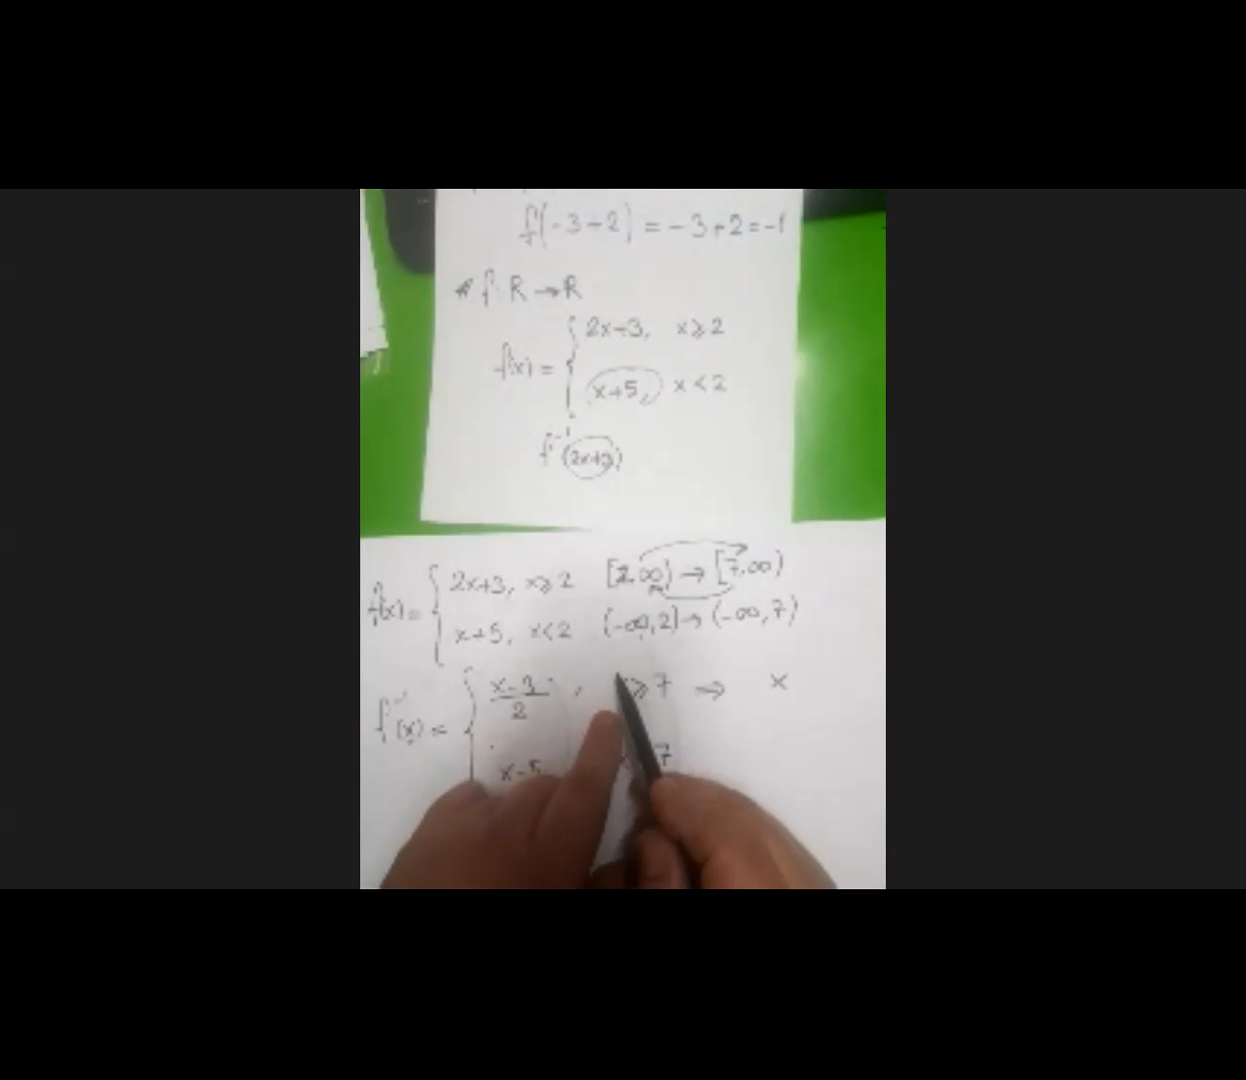 f(-3+2) = -3+2 = -1
f: R → R
f(x) = { 2x+3, x ≥ 2
x+5, x < 2
f⁻¹(2x+3)
f(x) = { 2x+3, x ≥ 2 [2,∞) → [7,∞)
x+5, x < 2 (-∞,2) → (-∞,7)
f⁻¹(x) = { x-3/2 , ≥ 7 ⇒ x
x-5 7